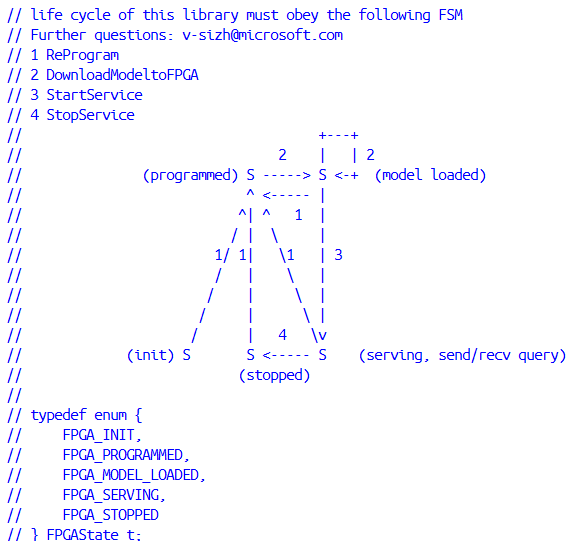 // life cycle of this library must obey the following FSM
// Further questions: v-sizh@microsoft.com
// 1 ReProgram
// 2 DownloadModeltoFPGA
// 3 StartService
// 4 StopService
//                                     +---+
//                                2    |   | 2
//               (programmed) S -----> S <-+  (model loaded)
//                            ^ <----- |
//                           ^| ^   1  |
//                          / |  \     |
//                        1/ 1|   \1   | 3
//                        /   |    \   |
//                       /    |     \  |
//                      /     |      \ |
//                     /      |   4   \v
//             (init) S       S <----- S    (serving, send/recv query)
//                           (stopped)
//
// typedef enum {
//     FPGA_INIT,
//     FPGA_PROGRAMMED,
//     FPGA_MODEL_LOADED,
//     FPGA_SERVING,
//     FPGA_STOPPED
// } FPGAState_t;